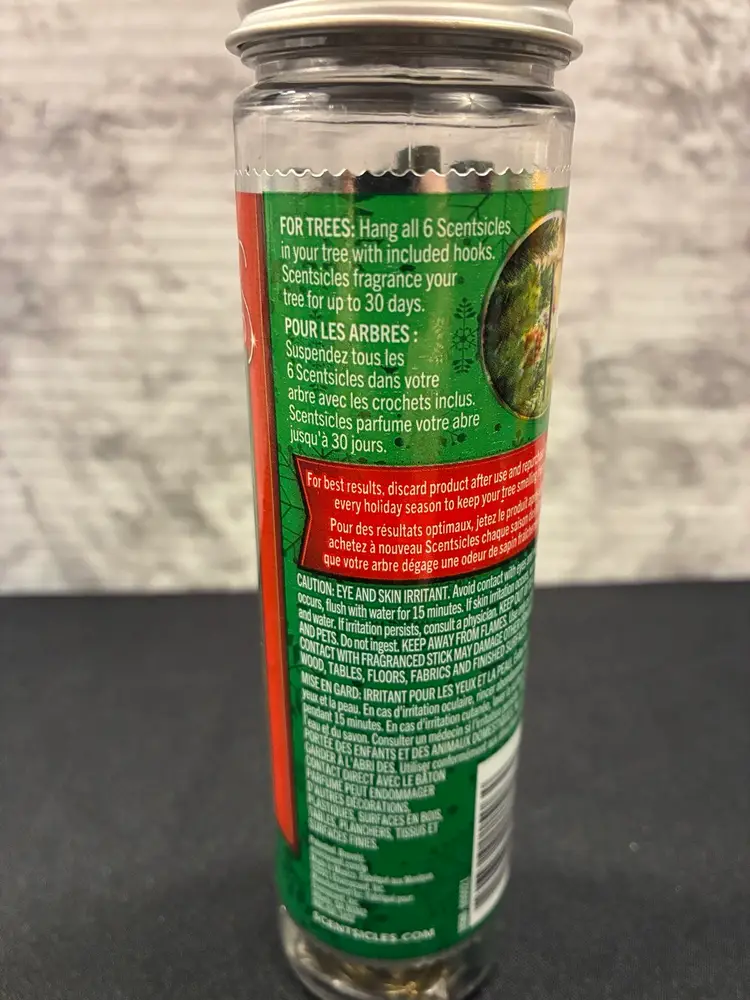 FOR TREES: Hang all 6 Scentsicles
in your tree with included hooks.
Scentsicles fragrance your
tree for up to 30 days.
POUR LES ARBRES :
Suspendez tous les
6 Scentsicles dans votre
arbre avec les crochets inclus.
Scentsicles parfume votre abre
jusqu'à 30 jours.
For best results, discard product after use and
every holiday season to keep your tree smelling
Pour des résultats optimaux, jetez le produit
achetez à nouveau Scentsicles chaque saison
que votre arbre dégage une odeur de sapin
CAUTION: EYE AND SKIN IRRITANT. Avoid contact with
occurs, flush with water for 15 minutes. If skin irritation
and water. If irritation persists, consult a physician. KEEP
AND PETS. Do not ingest. KEEP AWAY FROM FLAMES.
CONTACT WITH FRAGRANCED STICK MAY DAMAGE
WOOD, TABLES, FLOORS, FABRICS AND FINISHED
MISE EN GARD: IRRITANT POUR LES YEUX ET LA PEAU.
yeux et la peau. En cas d'irritation oculaire, rincer
pendant 15 minutes. En cas d'irritation cutanée,
l'eau et du savon. Consulter un médecin si l'irritation
PORTÉE DES ENFANTS ET DES ANIMAUX
GARDER À L'ABRI DES. Utiliser
CONTACT DIRECT AVEC LE BÂTON
PARFUMÉ PEUT ENDOMMAGER
D'AUTRES DÉCORATIONS,
PLASTIQUES, SURFACES EN BOIS,
TABLES, PLANCHERS, TISSUS ET
SURFACES FINIES.
SCENTSICLES.COM